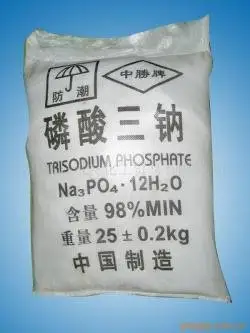 防潮
中勝牌
磷酸三钠
TRISODIUM PHOSPHATE
Na₃PO₄·12H₂O
含量 98%MIN
重量 25±0.2kg
中国制造